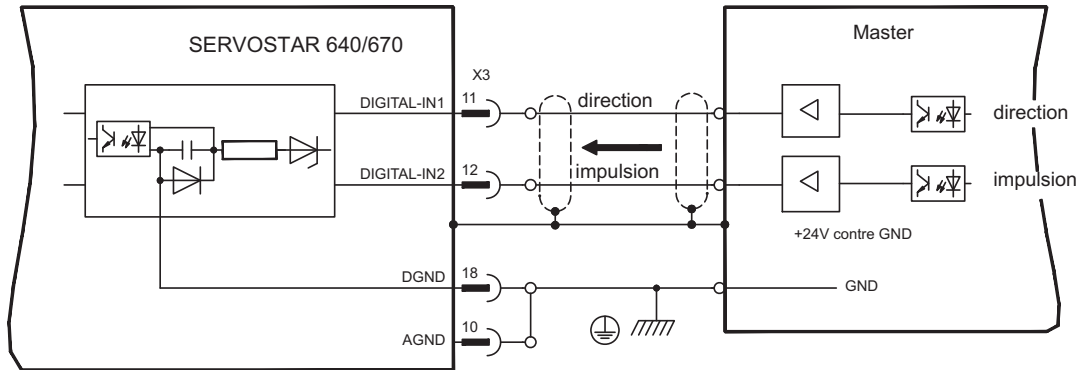 SERVOSTAR 640/670
Master
X3
DIGITAL-IN1
11
direction
direction
DIGITAL-IN2
12
impulsion
impulsion
+24V contre GND
DGND
18
GND
AGND
10